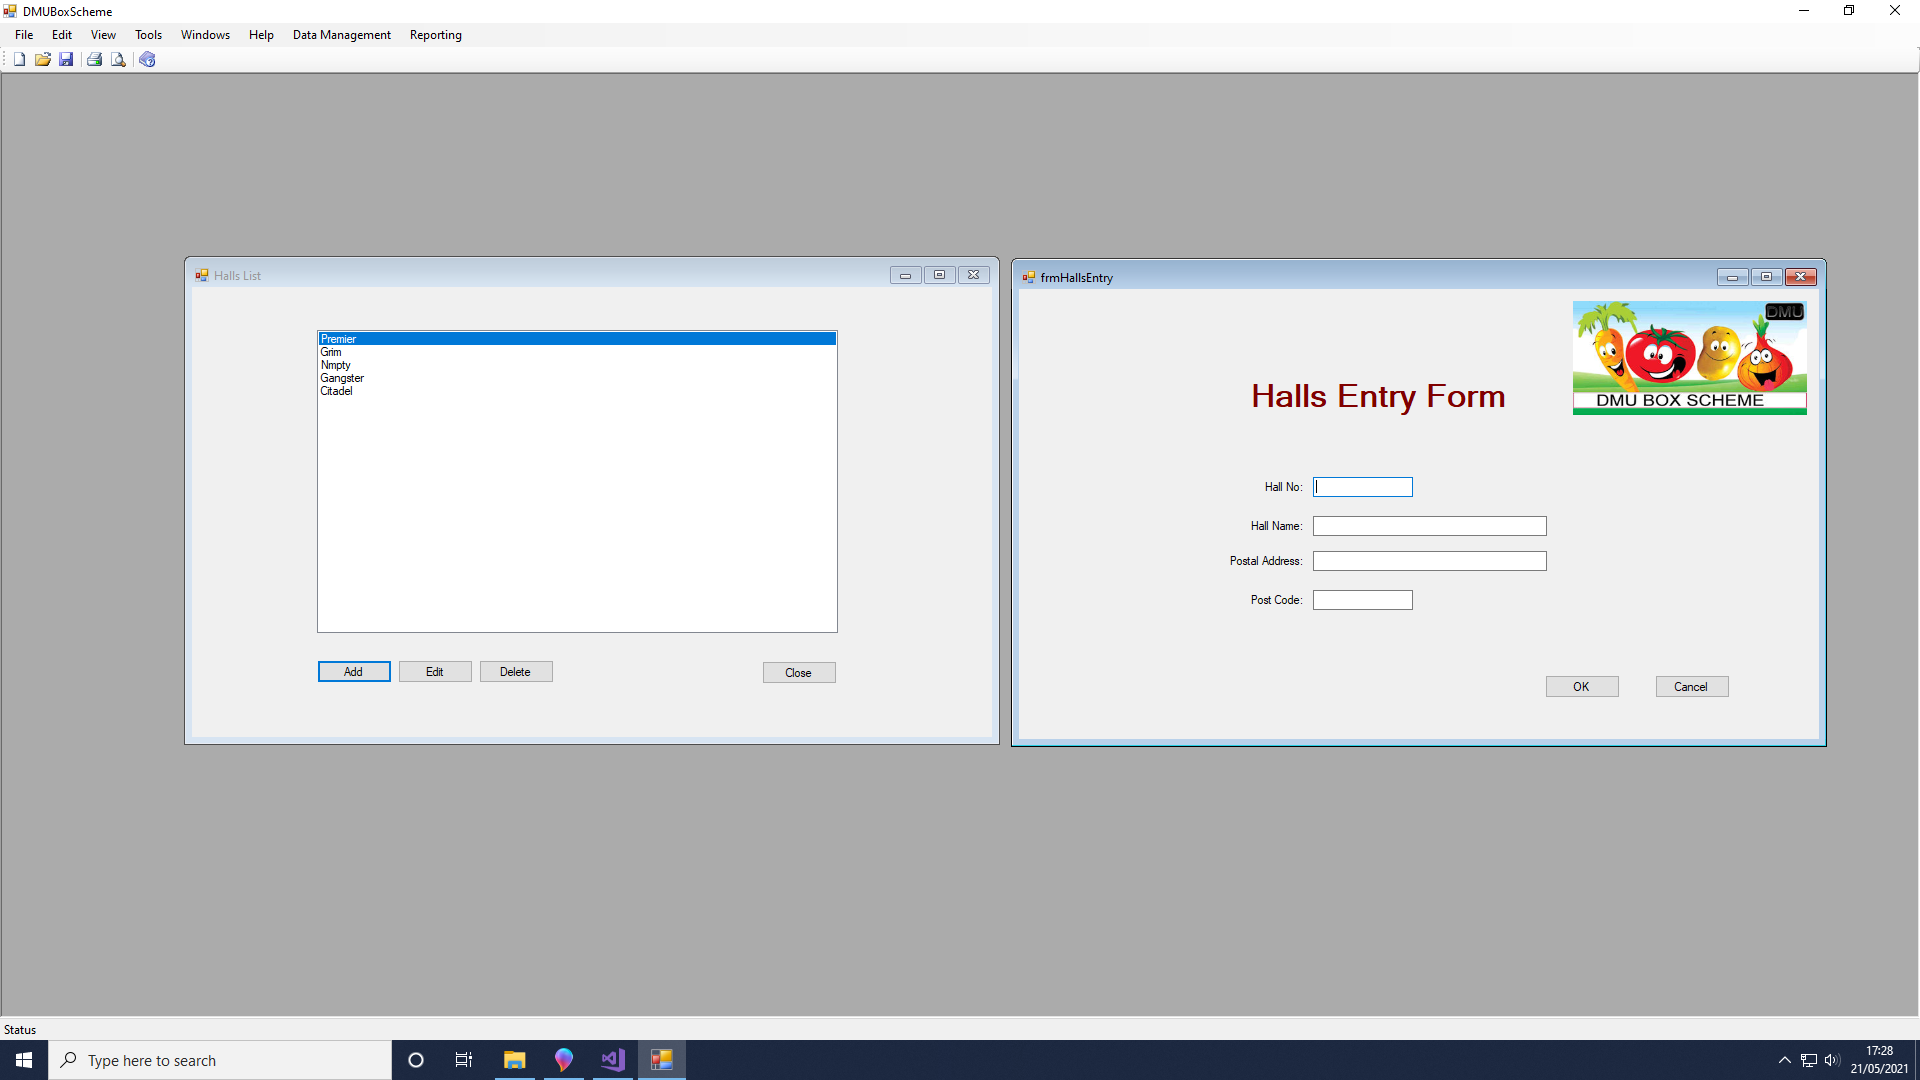 DMUBoxScheme
File Edit View Tools Windows Help Data Management Reporting
Halls List
Premier
Grim
Nmpty
Gangster
Citadel
Add Edit Delete Close
frmHallsEntry
DMU
DMU BOX SCHEME
Halls Entry Form
Hall No:
Hall Name:
Postal Address:
Post Code:
OK Cancel
Status
Type here to search
17:28
21/05/2021